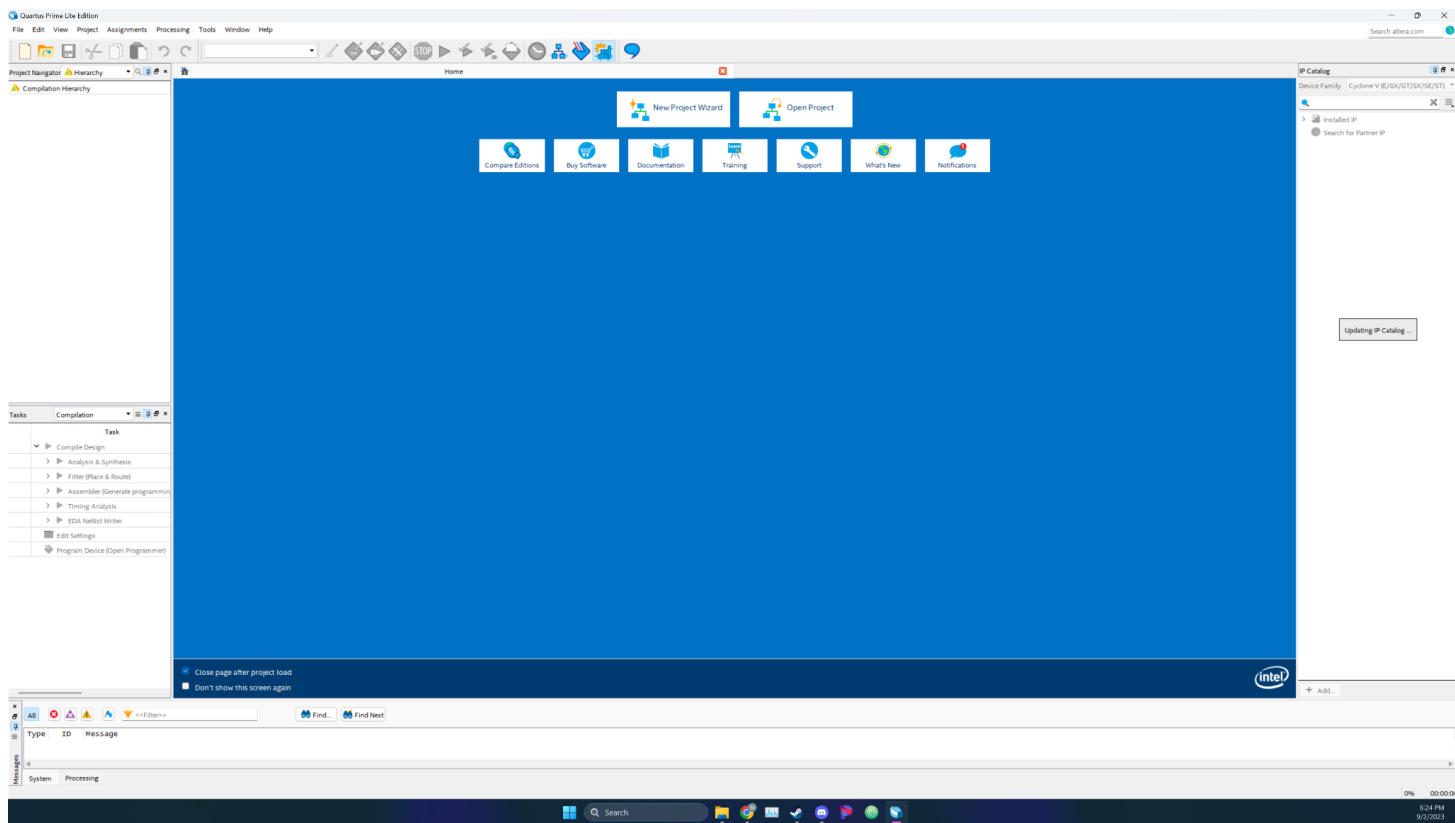 Quartus Prime Lite Edition
File Edit View Project Assignments Processing Tools Window Help
Search altera.com
Project Navigator Hierarchy
Home
IP Catalog
Compilation Hierarchy
Device Family Cyclone V (E/GX/GT/SX/SE/ST)
New Project Wizard
Open Project
Installed IP
Search for Partner IP
Compare Editions
Buy Software
Documentation
Learn
Training
Support
What's New
Notifications
Updating IP Catalog ...
Tasks Compilation
Task
Compile Design
Analysis & Synthesis
Fitter (Place & Route)
Assembler (Generate programmin
Timing Analysis
EDA Netlist Writer
Edit Settings
Program Device (Open Programmer)
Close page after project load
Don't show this screen again
intel
+ Add...
All
<<Filter>>
Find...
Find Next
Type ID Message
Messages
System Processing
0% 00:00:0
Search
6:24 PM
9/2/2023
STOP